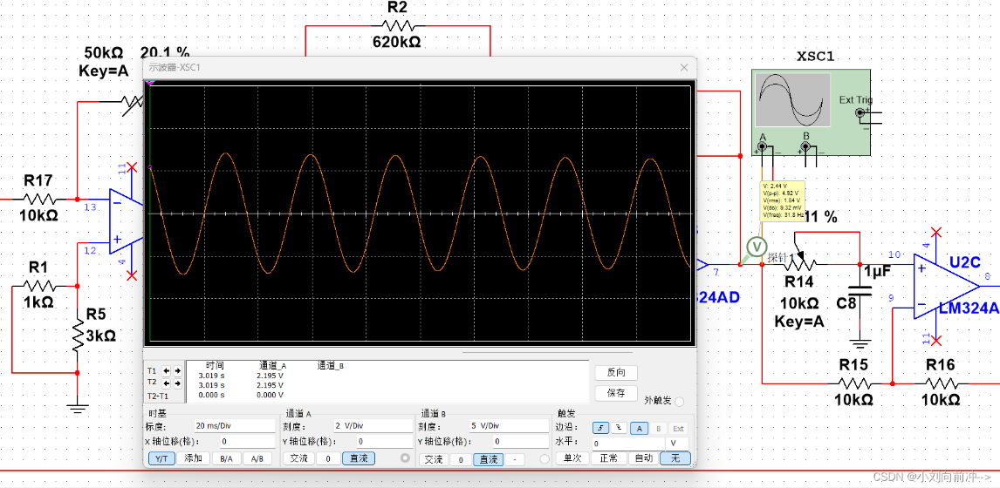 R2
620kΩ
50kΩ 20.1 %
Key=A
示波器-XSC1
XSC1
Ext Trig
A
B
V: 2.44 V
V(p-p): 4.92 V
V(rms): 1.84 V
V(dc): 9.32 mV
V(freq): 31.8 Hz
11 %
R17
10kΩ
11
13
12
4
R1
1kΩ
R5
3kΩ
V
探针1
7
24AD
R14
10kΩ
Key=A
1µF
C8
10
9
4
11
U2C
8
LM324A
R15
10kΩ
R16
10kΩ
时间 通道_A 通道_B
T1 3.019 s 2.195 V
T2 3.019 s 2.195 V
T2-T1 0.000 s 0.000 V
反向
保存
外触发
时基
标度: 20 ms/Div
X 轴位移(格): 0
Y/T 添加 B/A A/B
通道 A
刻度: 2 V/Div
Y 轴位移(格): 0
交流 0 直流
通道 B
刻度: 5 V/Div
Y 轴位移(格): 0
交流 0 直流 -
触发
边沿: A B Ext
水平: 0 V
单次 正常 自动 无
CSDN @小刘向前冲-->